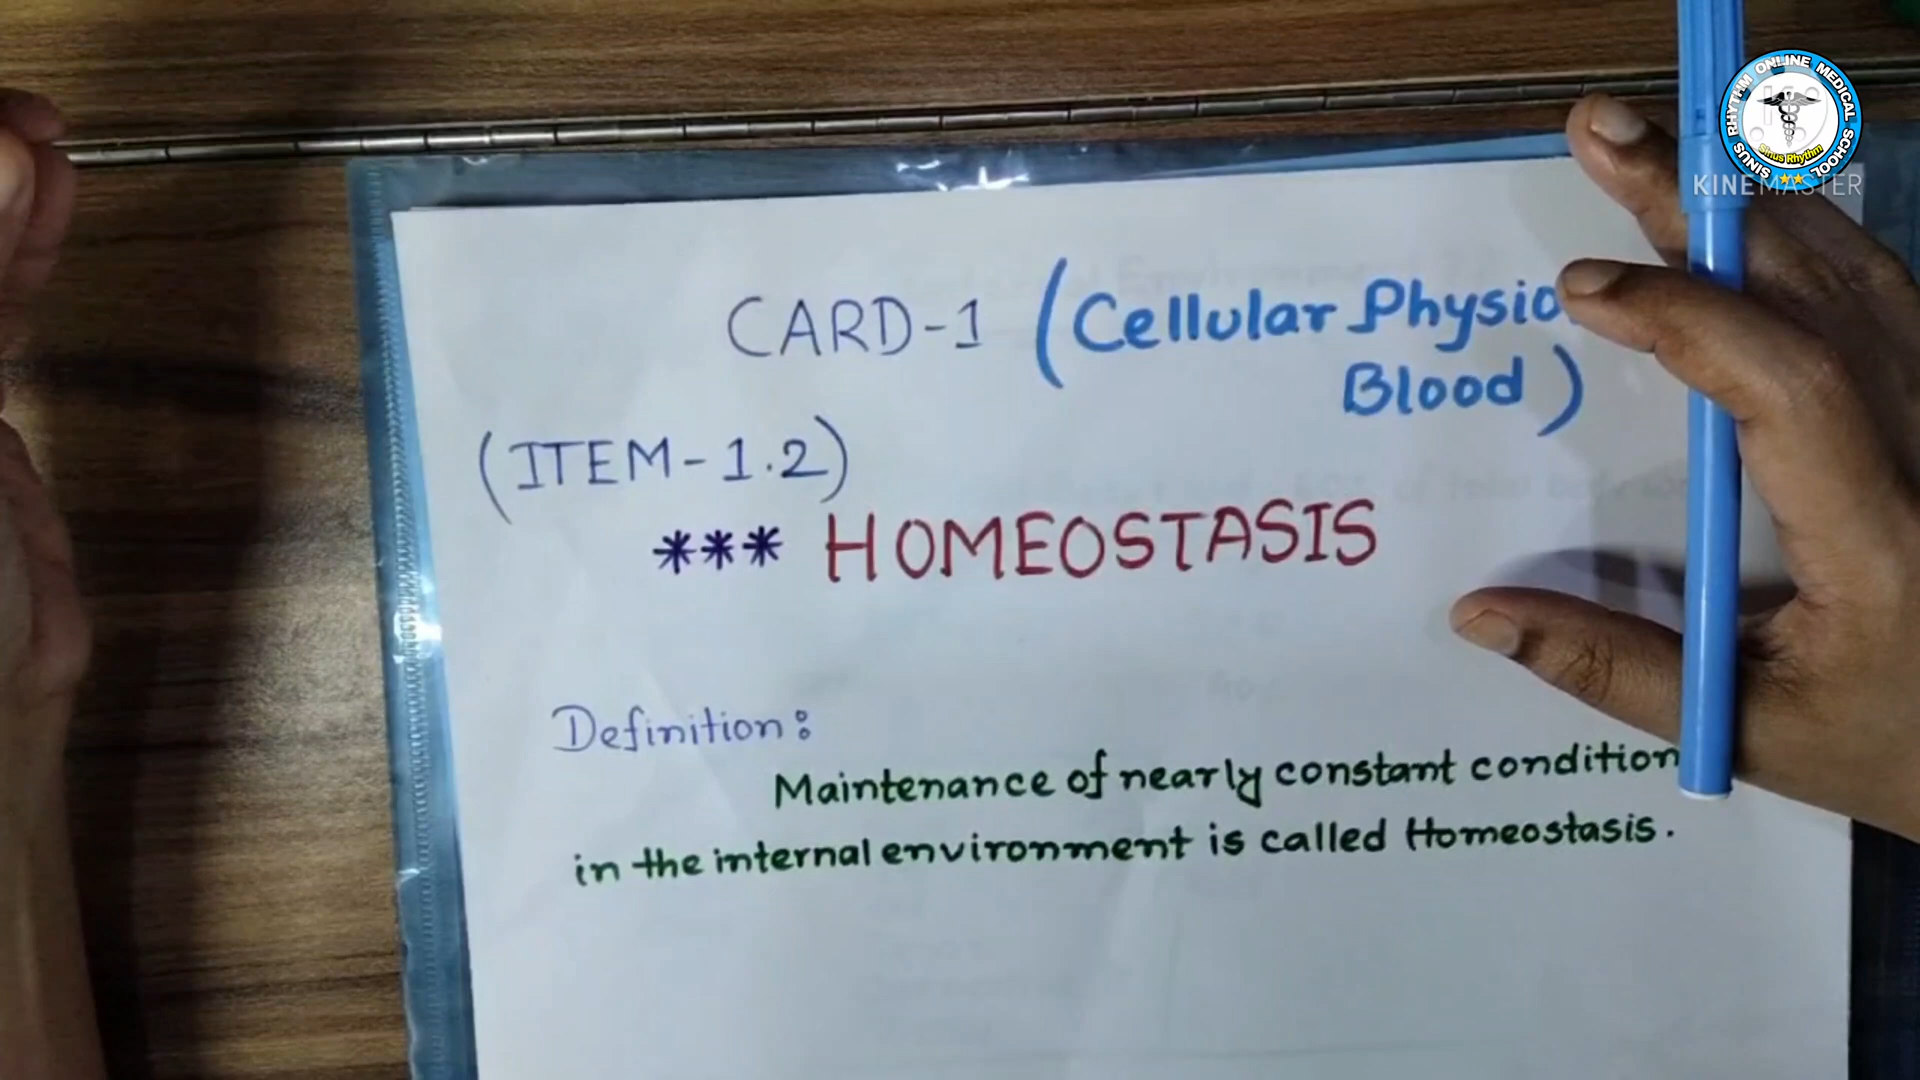 SINUS RHYTHM ONLINE MEDICAL SCHOOL
Sinus Rhythm
KINEMASTER
CARD-1 (Cellular Physio
Blood)
(ITEM-1.2)
*** HOMEOSTASIS
Definition:
Maintenance of nearly constant condition
in the internal environment is called Homeostasis.